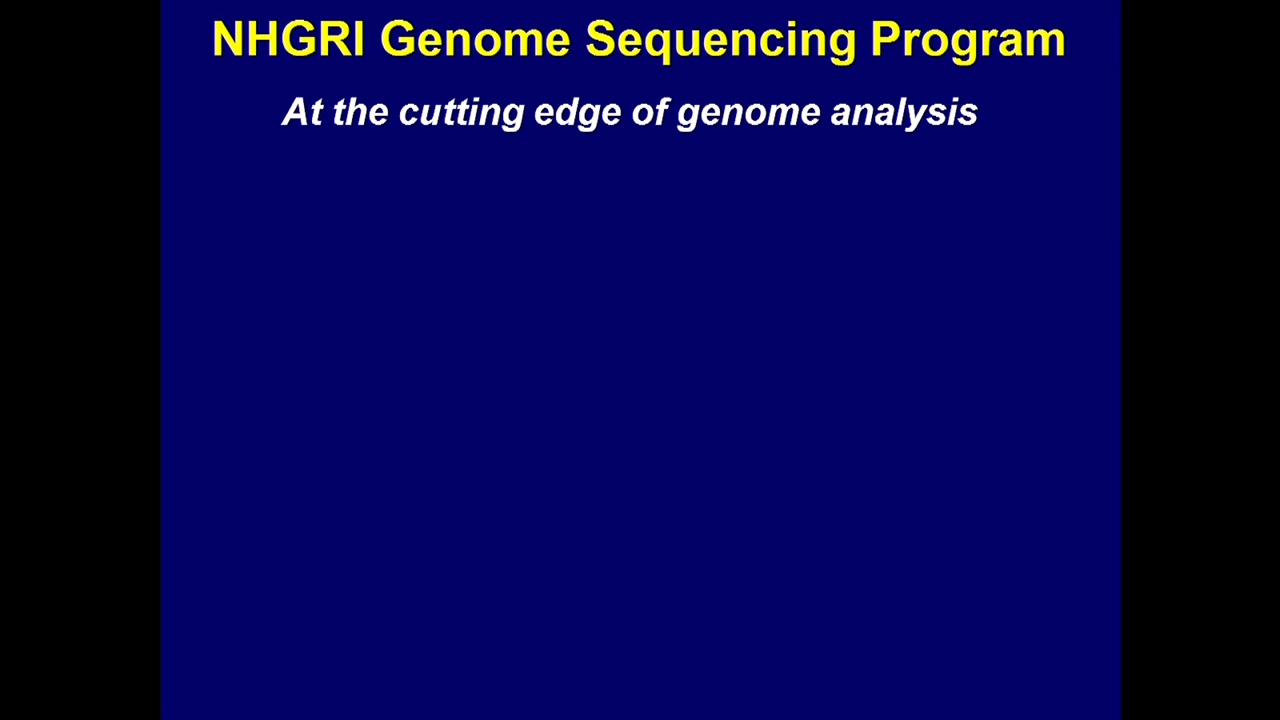 NHGRI Genome Sequencing Program
At the cutting edge of genome analysis